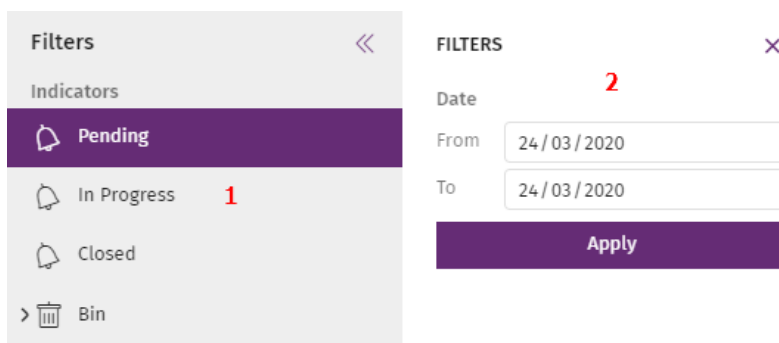 Filters
Indicators
Pending
In Progress
1
Closed
Bin
FILTERS
2
Date
From 24/03/2020
To 24/03/2020
Apply